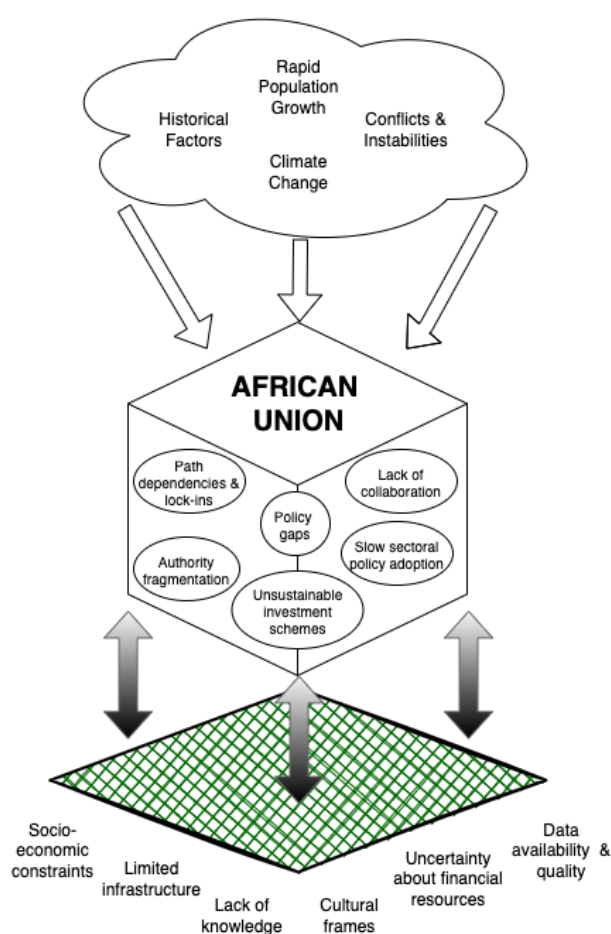 Rapid
Population
Growth
Historical
Factors
Conflicts &
Instabilities
Climate
Change
AFRICAN
UNION
Path
dependencies &
lock-ins
Lack of
collaboration
Policy
gaps
Authority
fragmentation
Slow sectoral
policy adoption
Unsustainable
investment
schemes
Socio-
economic
constraints
Limited
infrastructure
Lack of
knowledge
Cultural
frames
Uncertainty
about financial
resources
Data
availability &
quality